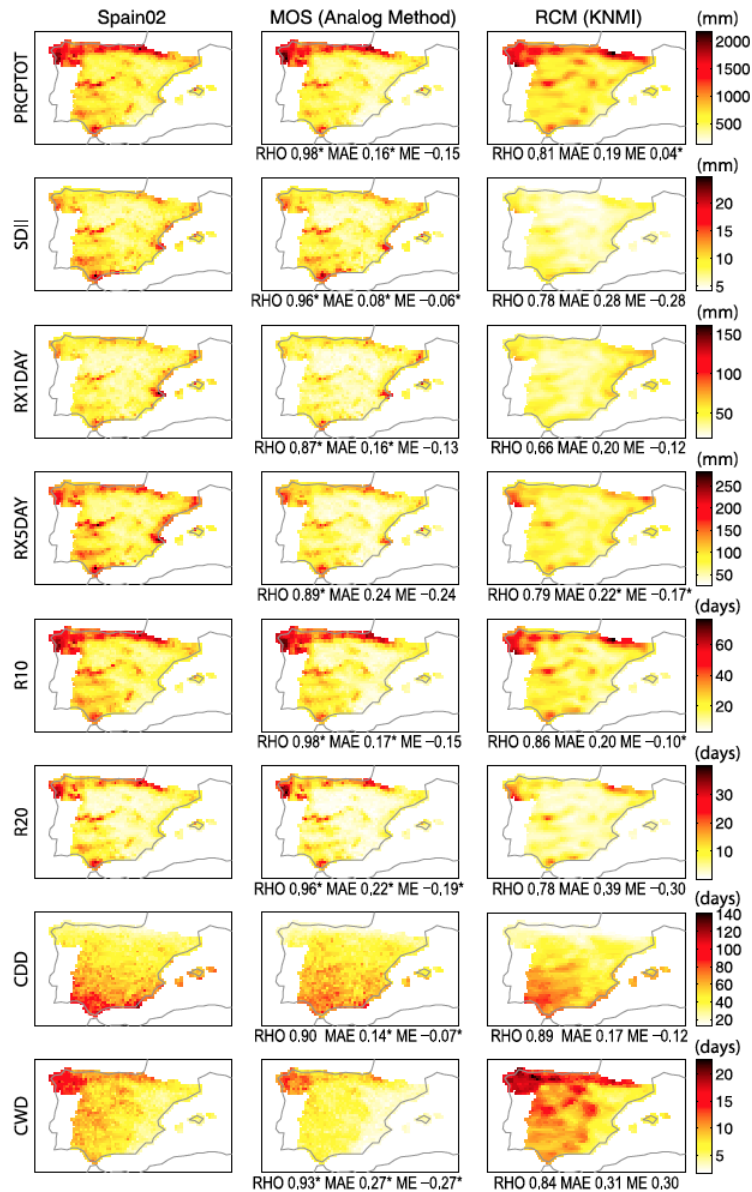 Spain02 MOS (Analog Method) RCM (KNMI) (mm)
PRCPTOT
2000
1500
1000
500
RHO 0,98* MAE 0,16* ME −0,15 RHO 0,81 MAE 0,19 ME 0,04*
(mm)
SDII
20
15
10
5
RHO 0.96* MAE 0.08* ME −0.06* RHO 0.78 MAE 0.28 ME −0.28
(mm)
RX1DAY
150
100
50
RHO 0,87* MAE 0,16* ME −0,13 RHO 0,66 MAE 0,20 ME −0,12
(mm)
RX5DAY
250
200
150
100
50
RHO 0.89* MAE 0.24 ME −0.24 RHO 0.79 MAE 0.22* ME −0.17*
(days)
R10
60
40
20
RHO 0.98* MAE 0.17* ME −0.15 RHO 0.86 MAE 0.20 ME −0.10*
(days)
R20
30
20
10
RHO 0,96* MAE 0,22* ME −0,19* RHO 0,78 MAE 0,39 ME −0,30
(days)
CDD
140
120
100
80
60
40
20
RHO 0.90 MAE 0.14* ME −0.07* RHO 0.89 MAE 0.17 ME −0.12
(days)
CWD
20
15
10
5
RHO 0,93* MAE 0,27* ME −0,27* RHO 0,84 MAE 0,31 ME 0,30